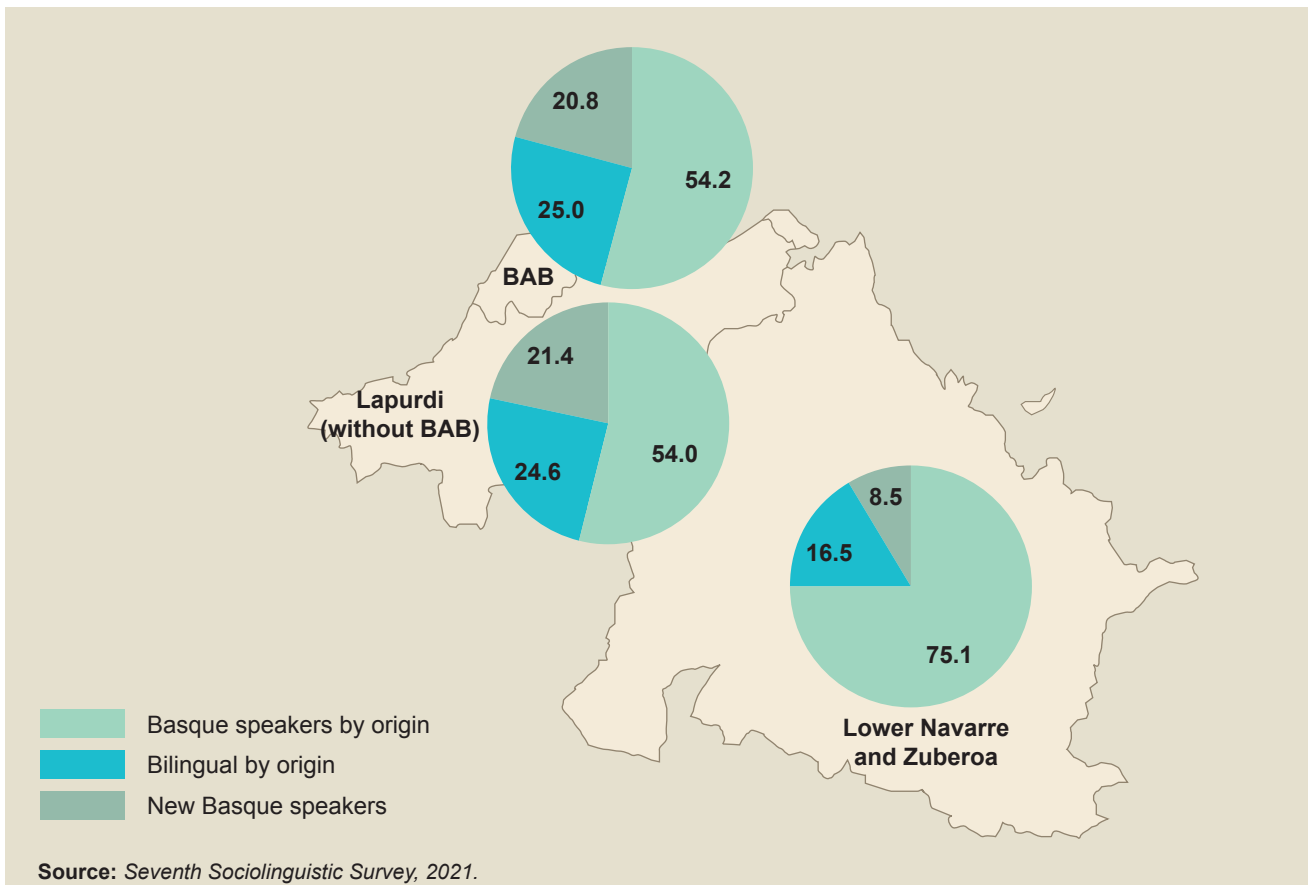 20.8
54.2
25.0
BAB
21.4
Lapurdi
(without BAB)
54.0
24.6
8.5
16.5
75.1
Lower Navarre
and Zuberoa
Basque speakers by origin
Bilingual by origin
New Basque speakers
Source: Seventh Sociolinguistic Survey, 2021.